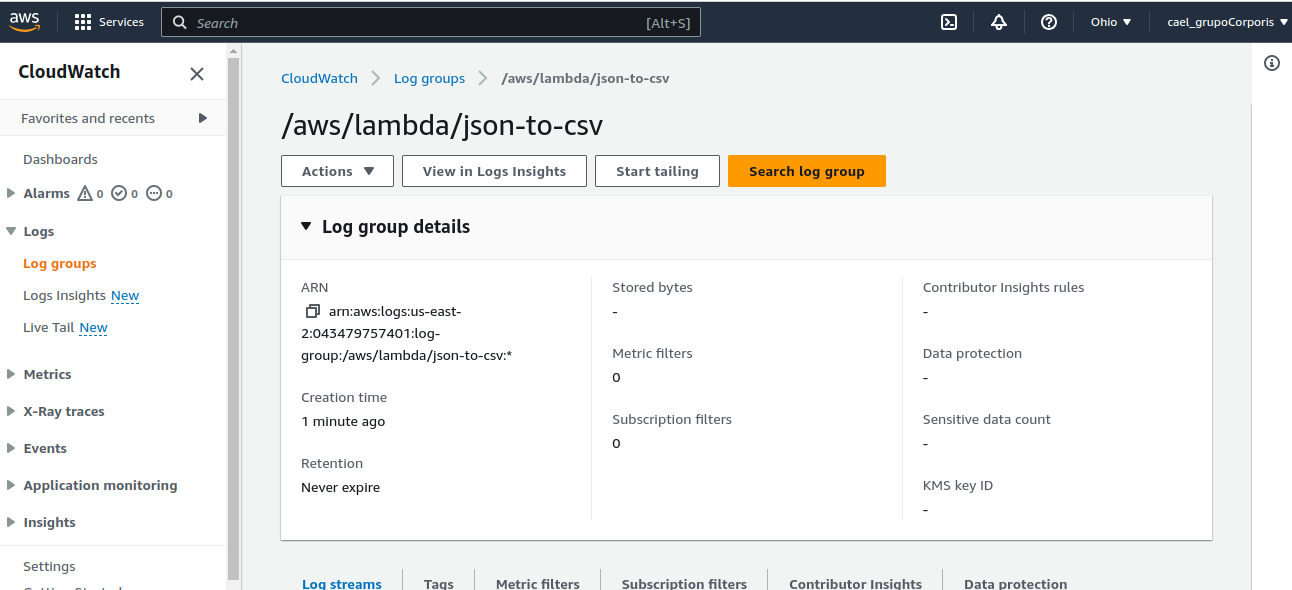 aws
Services
Search
[Alt+S]
Ohio
cael_grupoCorporis
CloudWatch
Favorites and recents
Dashboards
Alarms 0 0 0
Logs
Log groups
Logs Insights New
Live Tail New
Metrics
X-Ray traces
Events
Application monitoring
Insights
Settings
CloudWatch
Log groups
/aws/lambda/json-to-csv
/aws/lambda/json-to-csv
Actions
View in Logs Insights
Start tailing
Search log group
Log group details
ARN
arn:aws:logs:us-east-
2:043479757401:log-
group:/aws/lambda/json-to-csv:*
Creation time
1 minute ago
Retention
Never expire
Stored bytes
-
Metric filters
0
Subscription filters
0
Contributor Insights rules
-
Data protection
-
Sensitive data count
-
KMS key ID
-
Log streams
Tags
Metric filters
Subscription filters
Contributor Insights
Data protection